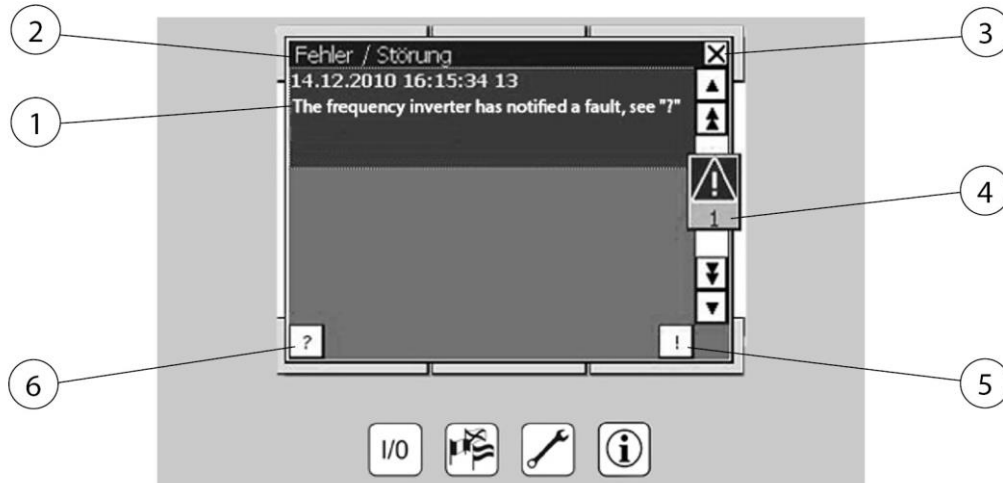 2
Fehler / Störung
3
14.12.2010 16:15:34 13
1
The frequency inverter has notified a fault, see "?"
4
1
?
!
6
5
I/0